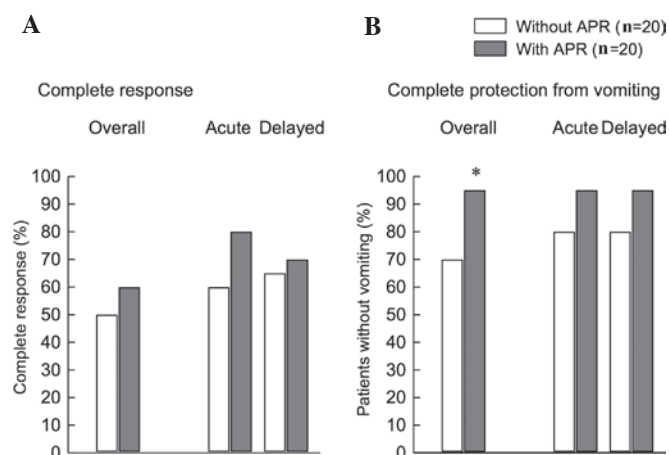 A
B
Without APR (n=20)
With APR (n=20)
Complete response
Complete protection from vomiting
Overall Acute Delayed
Overall Acute Delayed
*
Complete response (%)
100
90
80
70
60
50
40
30
20
10
0
Patients without vomiting (%)
100
90
80
70
60
50
40
30
20
10
0